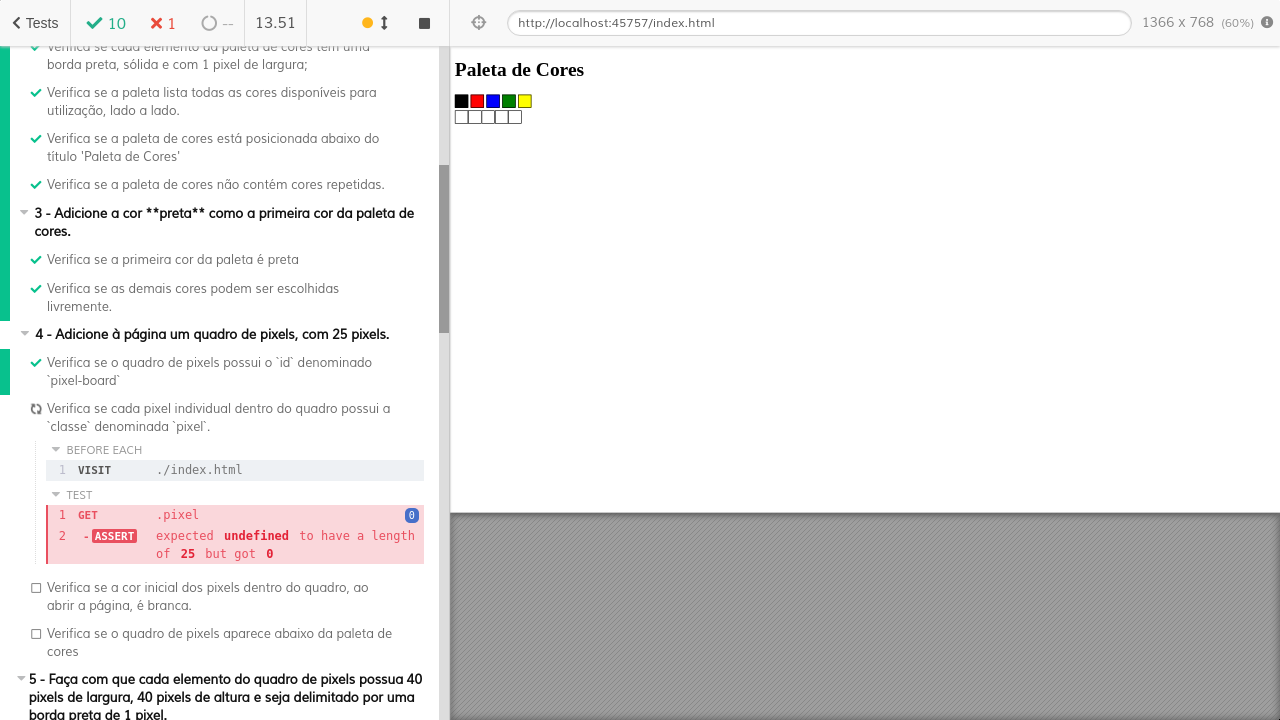 Tests
10
1
--
13.51
http://localhost:45757/index.html
1366 x 768 (60%)
Verifica se cada elemento da paleta de cores tem uma
borda preta, sólida e com 1 pixel de largura;
Verifica se a paleta lista todas as cores disponíveis para
utilização, lado a lado.
Verifica se a paleta de cores está posicionada abaixo do
título 'Paleta de Cores'
Verifica se a paleta de cores não contém cores repetidas.
3 - Adicione a cor **preta** como a primeira cor da paleta de
cores.
Verifica se a primeira cor da paleta é preta
Verifica se as demais cores podem ser escolhidas
livremente.
4 - Adicione à página um quadro de pixels, com 25 pixels.
Verifica se o quadro de pixels possui o `id` denominado
`pixel-board`
Verifica se cada pixel individual dentro do quadro possui a
`classe` denominada `pixel`.
BEFORE EACH
1 VISIT ./index.html
TEST
1 GET .pixel 0
2 -ASSERT expected undefined to have a length
of 25 but got 0
Verifica se a cor inicial dos pixels dentro do quadro, ao
abrir a página, é branca.
Verifica se o quadro de pixels aparece abaixo da paleta de
cores
5 - Faça com que cada elemento do quadro de pixels possua 40
pixels de largura, 40 pixels de altura e seja delimitado por uma
borda preta de 1 pixel.
Paleta de Cores